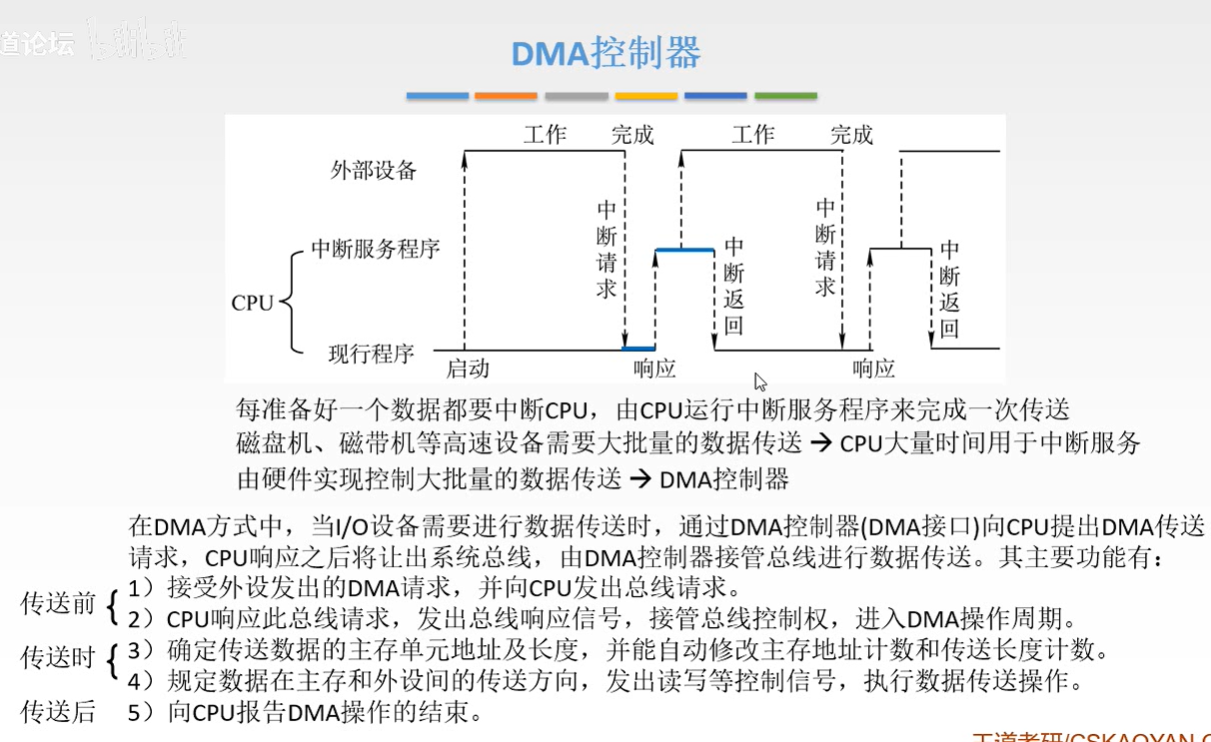 道论坛
DMA控制器
工作 完成 工作 完成
外部设备
中断请求
中断请求
中断服务程序
中断返回
中断返回
CPU
现行程序
启动 响应 响应
每准备好一个数据都要中断CPU，由CPU运行中断服务程序来完成一次传送
磁盘机、磁带机等高速设备需要大批量的数据传送 → CPU大量时间用于中断服务
由硬件实现控制大批量的数据传送 → DMA控制器
在DMA方式中，当I/O设备需要进行数据传送时，通过DMA控制器(DMA接口)向CPU提出DMA传送
请求，CPU响应之后将让出系统总线，由DMA控制器接管总线进行数据传送。其主要功能有：
传送前
1）接受外设发出的DMA请求，并向CPU发出总线请求。
2）CPU响应此总线请求，发出总线响应信号，接管总线控制权，进入DMA操作周期。
传送时
3）确定传送数据的主存单元地址及长度，并能自动修改主存地址计数和传送长度计数。
4）规定数据在主存和外设间的传送方向，发出读写等控制信号，执行数据传送操作。
传送后 5）向CPU报告DMA操作的结束。